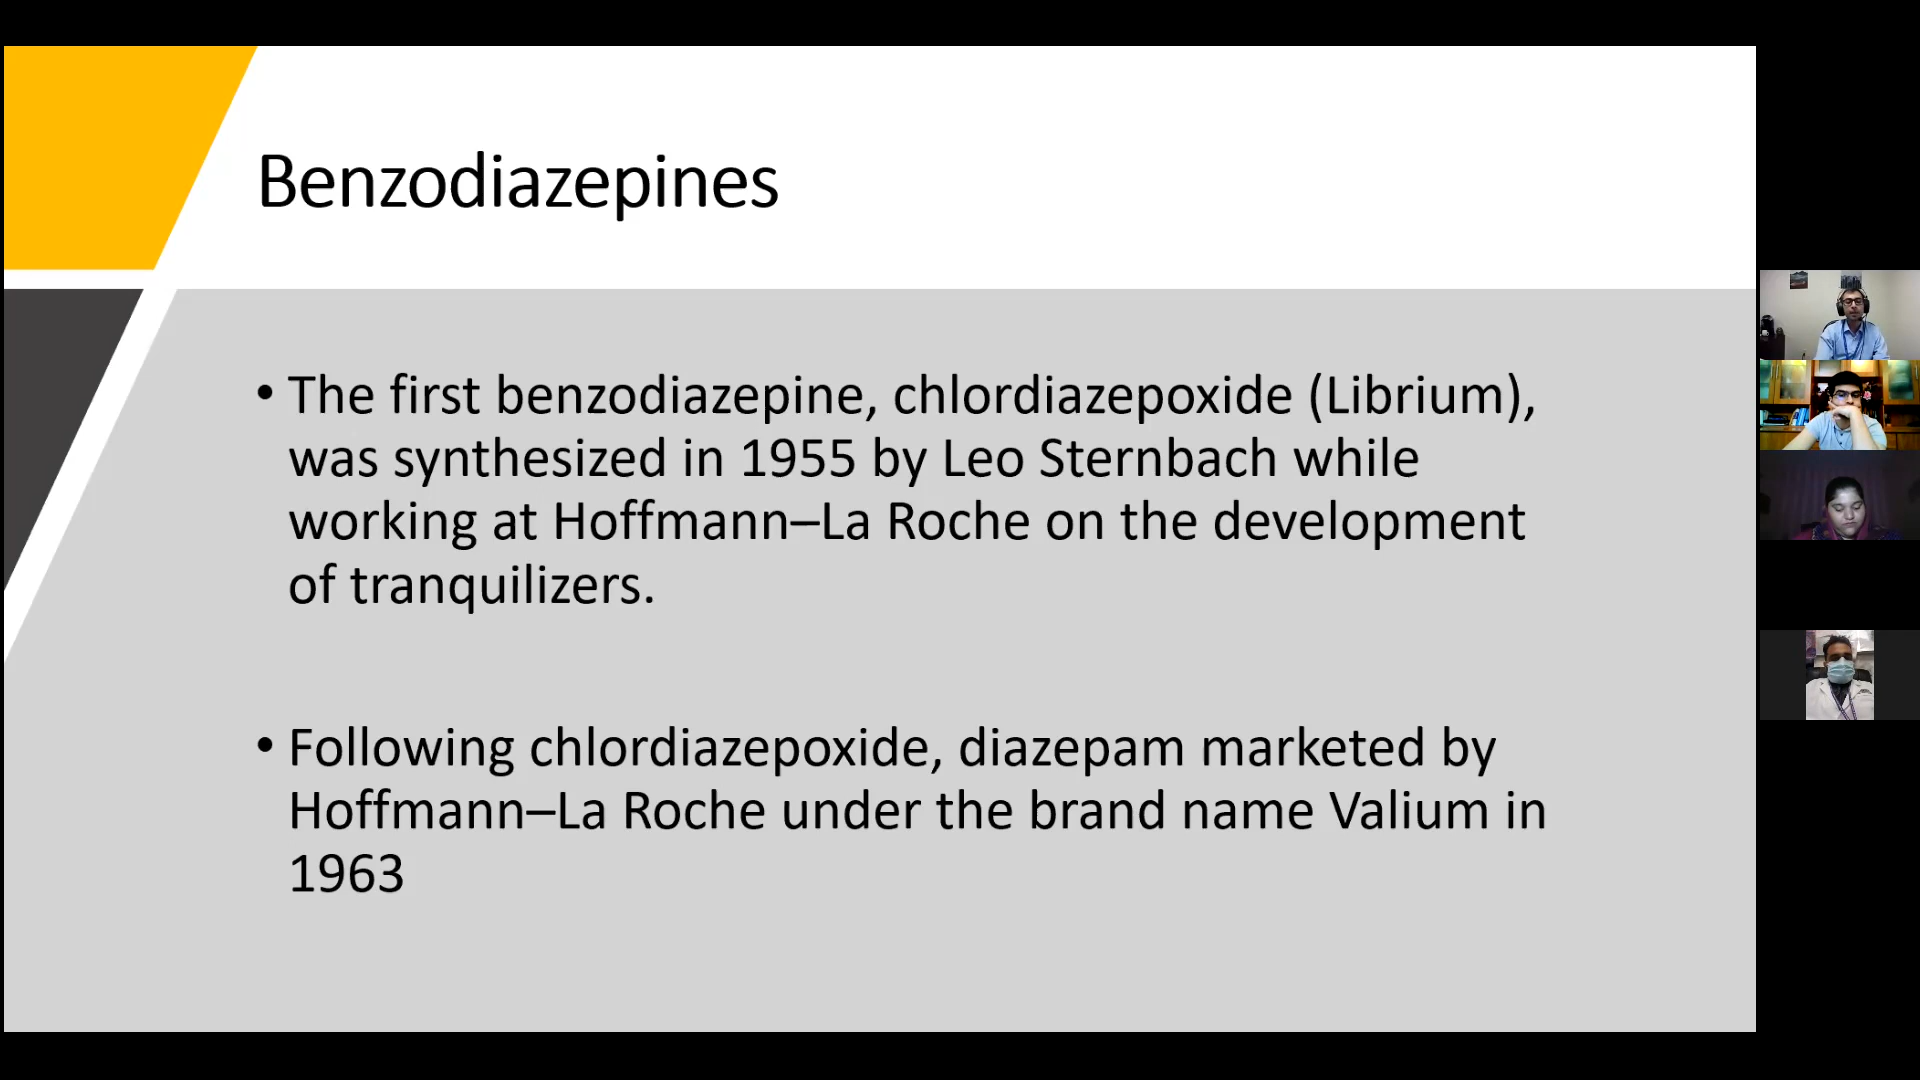 Benzodiazepines
• The first benzodiazepine, chlordiazepoxide (Librium),
was synthesized in 1955 by Leo Sternbach while
working at Hoffmann–La Roche on the development
of tranquilizers.
• Following chlordiazepoxide, diazepam marketed by
Hoffmann–La Roche under the brand name Valium in
1963